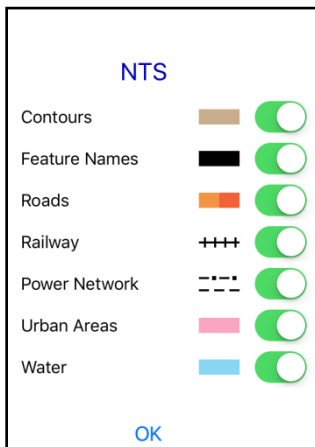 NTS
Contours
Feature Names
Roads
Railway
Power Network
Urban Areas
Water
OK